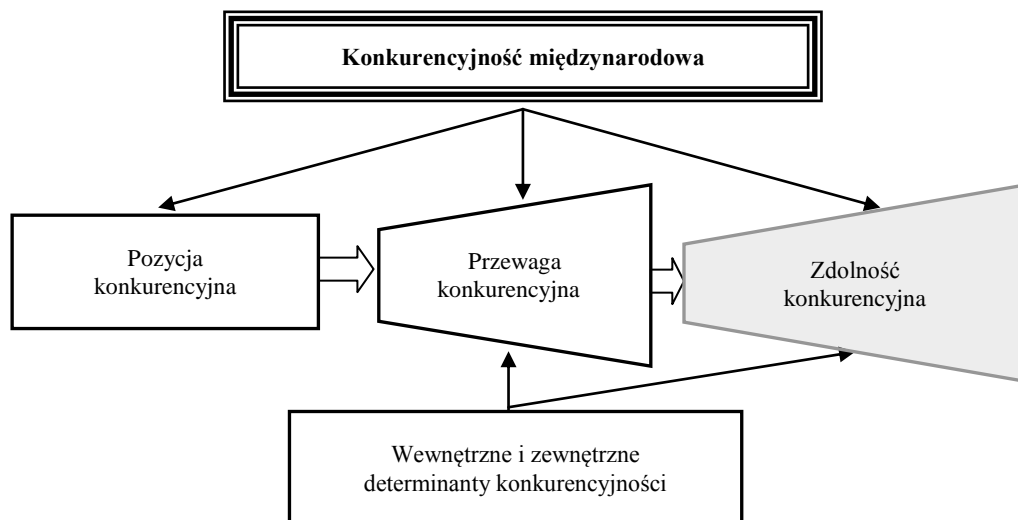 Konkurencyjność międzynarodowa
Pozycja
konkurencyjna
Przewaga
konkurencyjna
Zdolność
konkurencyjna
Wewnętrzne i zewnętrzne
determinanty konkurencyjności